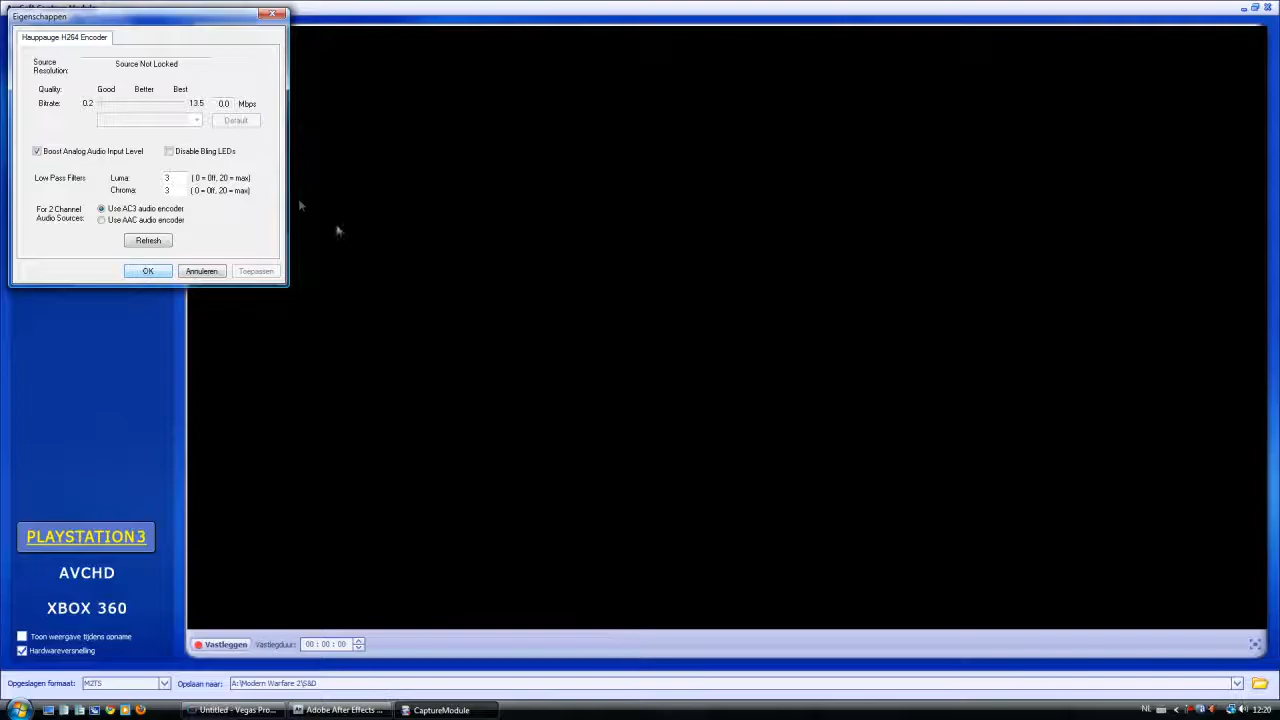 Eigenschappen
Hauppauge H264 Encoder
Source Resolution:
Source Not Locked
Quality: Good Better Best
Bitrate: 0.2 13.5 0.0 Mbps
Default
Boost Analog Audio Input Level
Disable Bling LEDs
Low Pass Filters
Luma: 3 ( 0 = Off, 20 = max)
Chroma: 3 ( 0 = Off, 20 = max)
For 2 Channel Audio Sources:
Use AC3 audio encoder
Use AAC audio encoder
Refresh
OK Annuleren Toepassen
PLAYSTATION3
AVCHD
XBOX 360
Toon weergave tijdens opname
Hardwareversnelling
Vastleggen Vastlegduur: 00 : 00 : 00
Opgeslagen formaat: M2TS Opslaan naar: A:\Modern Warfare 2\S&D
Untitled - Vegas Pro... Adobe After Effects ... CaptureModule NL 12:20